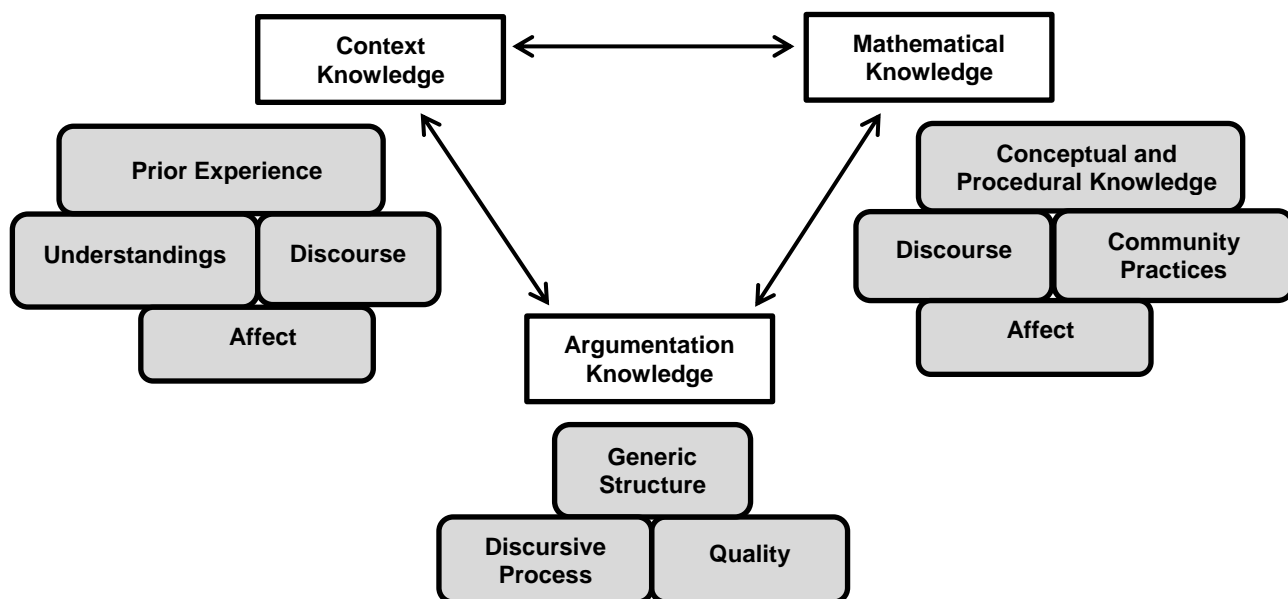 Context
Knowledge
Mathematical
Knowledge
Prior Experience
Understandings
Discourse
Affect
Conceptual and
Procedural Knowledge
Discourse
Community
Practices
Affect
Argumentation
Knowledge
Generic
Structure
Discursive
Process
Quality